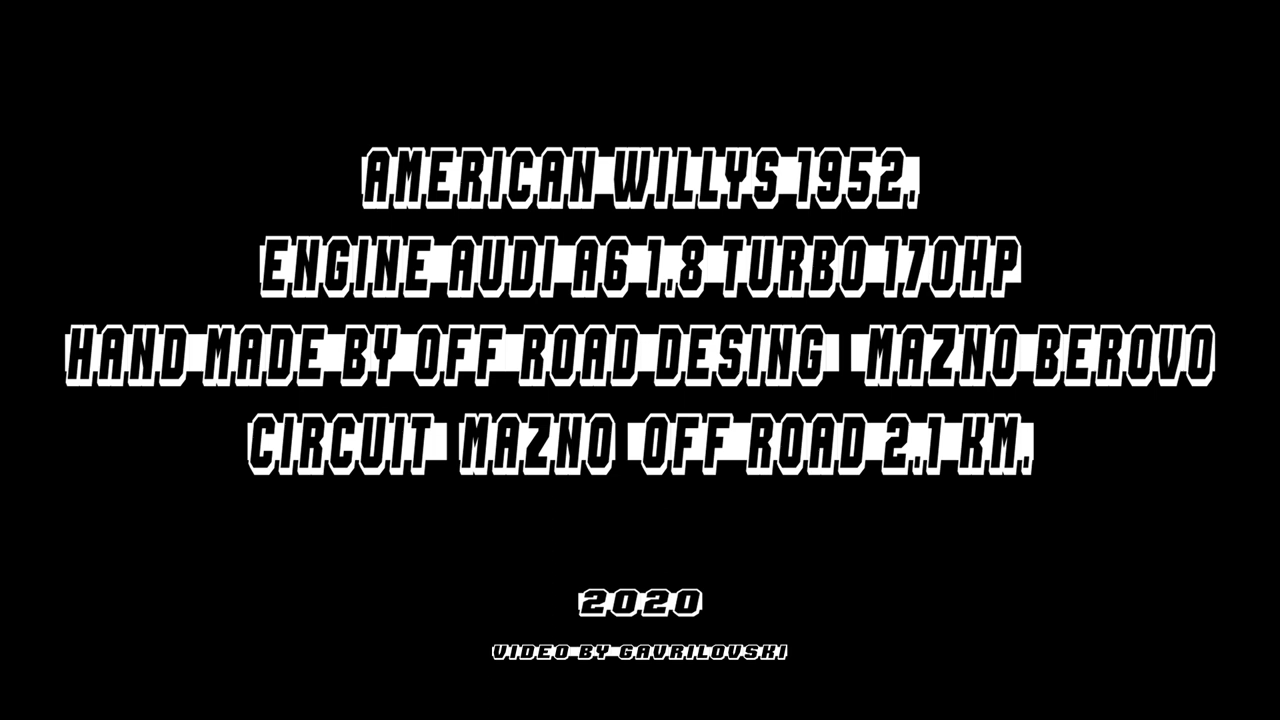 AMERICAN WILLYS 1952.
ENGINE AUDI A6 1.8 TURBO 170HP
HAND MADE BY OFF ROAD DESING MAZNO BEROVO
CIRCUIT MAZNO OFF ROAD 2.1 KM.
2020
VIDEO BY GAVRILOVSKI